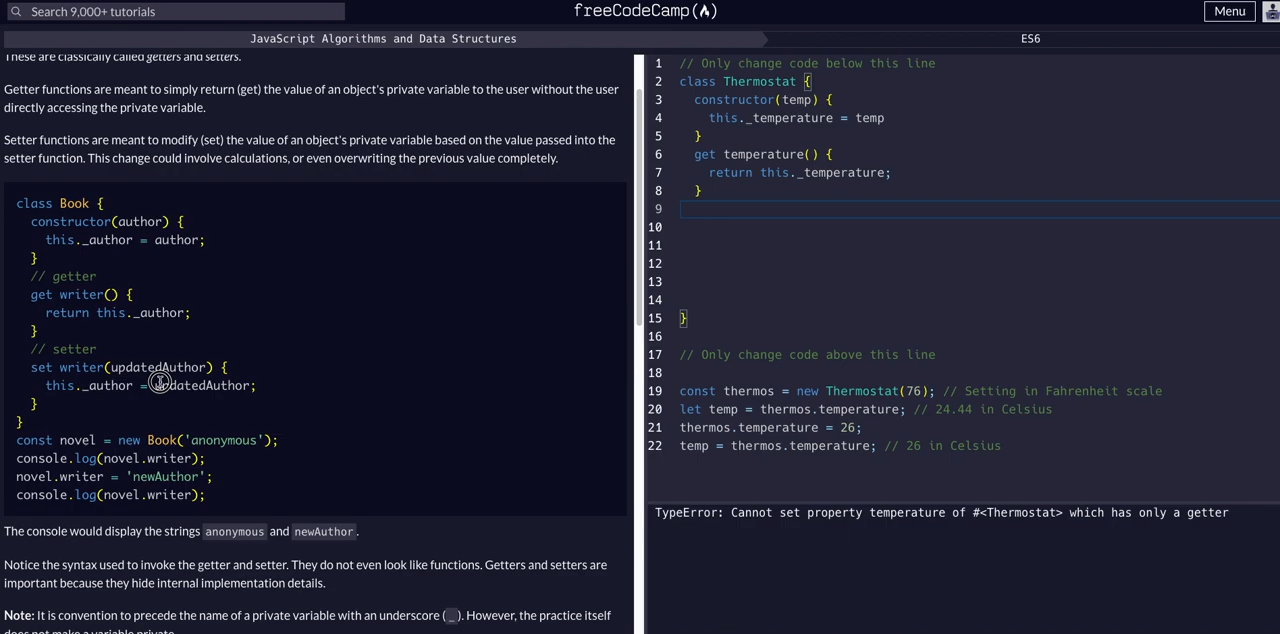 Search 9,000+ tutorials
freeCodeCamp
Menu
JavaScript Algorithms and Data Structures
ES6
These are classically called getters and setters.
Getter functions are meant to simply return (get) the value of an object's private variable to the user without the user
directly accessing the private variable.
Setter functions are meant to modify (set) the value of an object's private variable based on the value passed into the
setter function. This change could involve calculations, or even overwriting the previous value completely.
class Book {
constructor(author) {
this._author = author;
}
// getter
get writer() {
return this._author;
}
// setter
set writer(updatedAuthor) {
this._author = updatedAuthor;
}
}
const novel = new Book('anonymous');
console.log(novel.writer);
novel.writer = 'newAuthor';
console.log(novel.writer);
The console would display the strings anonymous and newAuthor.
Notice the syntax used to invoke the getter and setter. They do not even look like functions. Getters and setters are
important because they hide internal implementation details.
Note: It is convention to precede the name of a private variable with an underscore (_). However, the practice itself
does not make a variable private.
1 // Only change code below this line
2 class Thermostat {
3 constructor(temp) {
4 this._temperature = temp
5 }
6 get temperature() {
7 return this._temperature;
8 }
9
10
11
12
13
14
15 }
16
17 // Only change code above this line
18
19 const thermos = new Thermostat(76); // Setting in Fahrenheit scale
20 let temp = thermos.temperature; // 24.44 in Celsius
21 thermos.temperature = 26;
22 temp = thermos.temperature; // 26 in Celsius
TypeError: Cannot set property temperature of #<Thermostat> which has only a getter